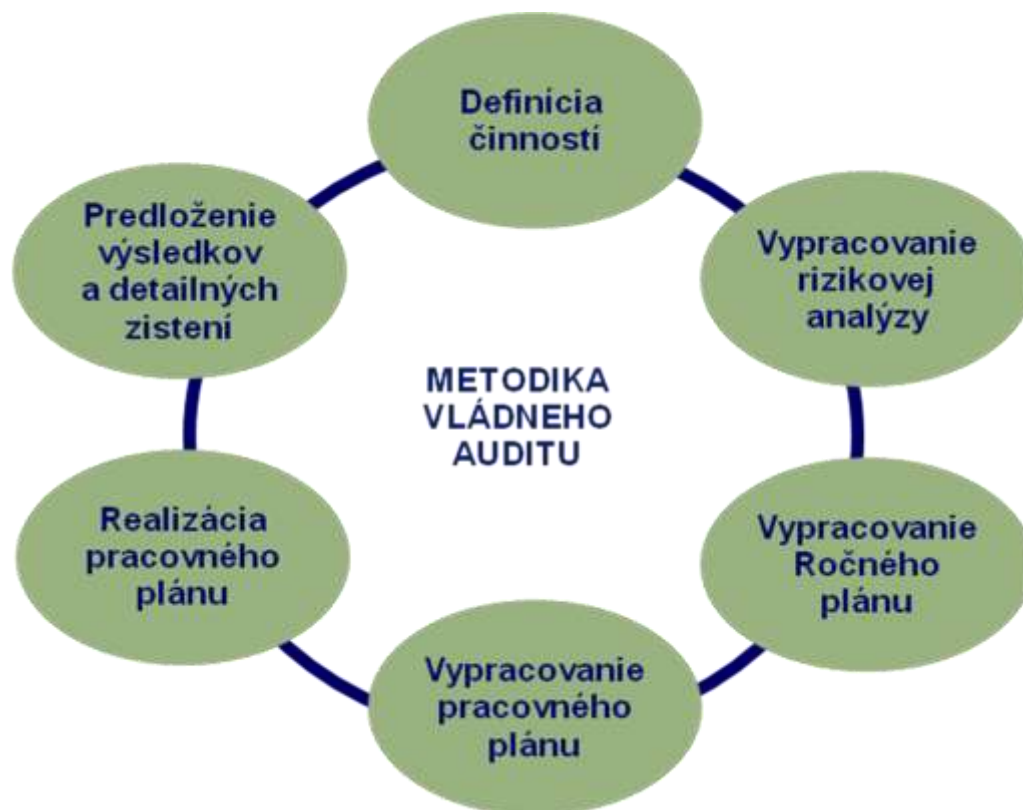 Definícia
činností
Vypracovanie
rizikovej
analýzy
Vypracovanie
Ročného
plánu
Vypracovanie
pracovného
plánu
Realizácia
pracovného
plánu
Predloženie
výsledkov
a detailných
zistení
METODIKA
VLÁDNEHO
AUDITU